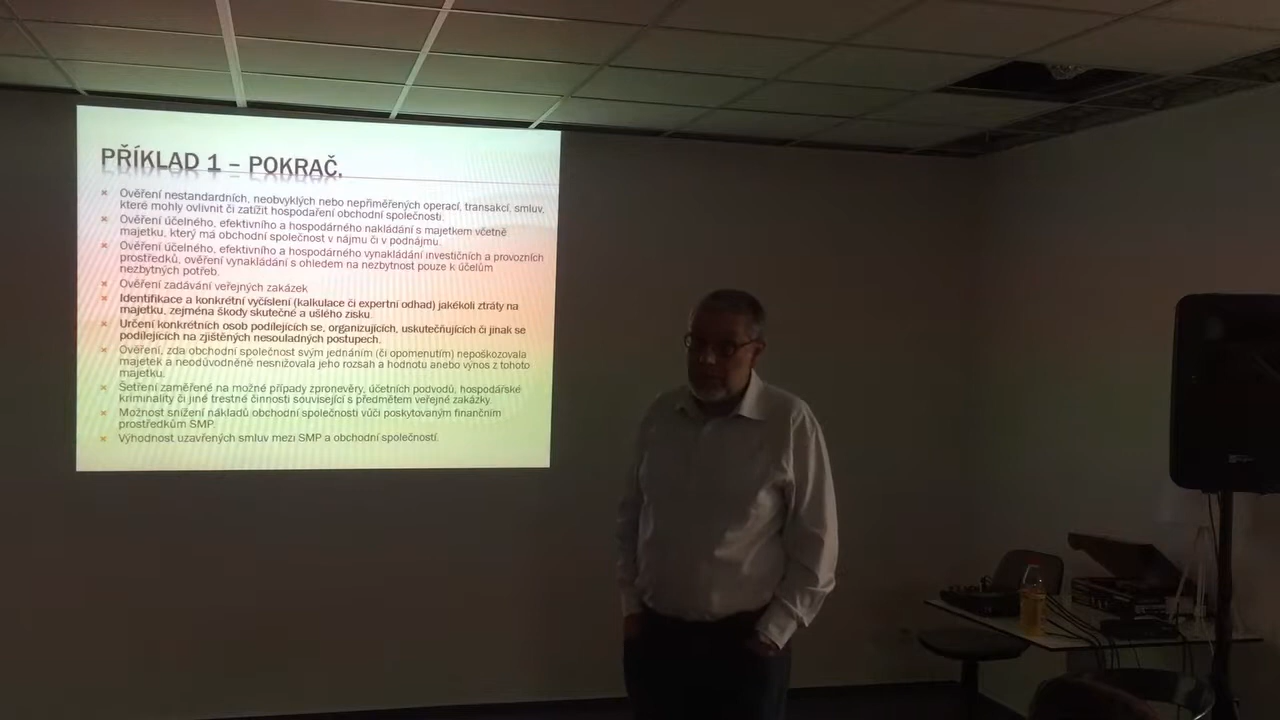 PŘÍKLAD 1 – POKRAČ.
Ověření nestandardních, neobvyklých nebo nepřiměřených operací, transakcí, smluv,
které mohly ovlivnit či zatížit hospodaření obchodní společnosti.
Ověření účelného, efektivního a hospodárného nakládání s majetkem včetně
majetku, který má obchodní společnost v nájmu či v podnájmu.
Ověření účelného, efektivního a hospodárného vynakládání investičních a provozních
prostředků, ověření vynakládání s ohledem na nezbytnost pouze k účelům
nezbytných potřeb.
Ověření zadávání veřejných zakázek
Identifikace a konkrétní vyčíslení (kalkulace či expertní odhad) jakékoli ztráty na
majetku, zejména škody skutečné a ušlého zisku.
Určení konkrétních osob podílejících se, organizujících, uskutečňujících či jinak se
podílejících na zjištěných nesouladných postupech.
Ověření, zda obchodní společnost svým jednáním (či opomenutím) nepoškozovala
majetek a neodůvodněně nesnižovala jeho rozsah a hodnotu anebo výnos z tohoto
majetku.
Šetření zaměřené na možné případy zpronevěry, účetních podvodů, hospodářské
kriminality či jiné trestné činnosti související s předmětem veřejné zakázky.
Možnost snížení nákladů obchodní společnosti vůči poskytovaným finančním
prostředkům SMP.
Výhodnost uzavřených smluv mezi SMP a obchodní společností.